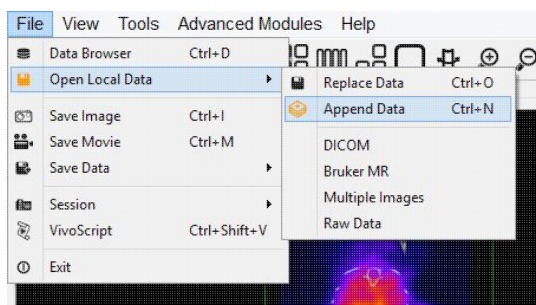 File View Tools Advanced Modules Help
Data Browser Ctrl+D
Open Local Data
Replace Data Ctrl+O
Append Data Ctrl+N
DICOM
Bruker MR
Multiple Images
Raw Data
Save Image Ctrl+I
Save Movie Ctrl+M
Save Data
Session
VivoScript Ctrl+Shift+V
Exit